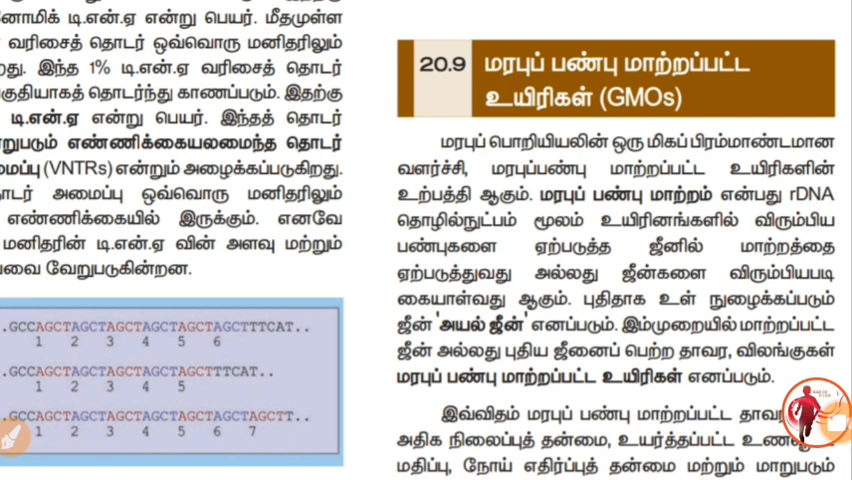 டி.என்.ஏ என்று பெயர். மீதமுள்ள
வரிசைத் தொடர் ஒவ்வொரு மனிதரிலும்
இந்த 1% டி.என்.ஏ வரிசைத் தொடர்
தொடர்ந்து காணப்படும். இதற்கு
டி.என்.ஏ என்று பெயர். இந்தத் தொடர்
எண்ணிக்கையலமைந்த தொடர்
(VNTRs) என்றும் அழைக்கப்படுகிறது.
அமைப்பு ஒவ்வொரு மனிதரிலும்
எண்ணிக்கையில் இருக்கும். எனவே
மனிதரின் டி.என்.ஏ வின் அளவு மற்றும்
வேறுபடுகின்றன.
..GCCAGCTAGCTAGCTAGCTAGCTAGCTTTCAT..
1 2 3 4 5 6
..GCCAGCTAGCTAGCTAGCTAGCTTTCAT..
1 2 3 4 5
..GCCAGCTAGCTAGCTAGCTAGCTAGCTAGCTT..
1 2 3 4 5 6 7
20.9 மரபுப் பண்பு மாற்றப்பட்ட
உயிரிகள் (GMOs)
மரபுப் பொறியியலின் ஒரு மிகப் பிரம்மாண்டமான
வளர்ச்சி, மரபுப்பண்பு மாற்றப்பட்ட உயிரிகளின்
உற்பத்தி ஆகும். மரபுப் பண்பு மாற்றம் என்பது rDNA
தொழில்நுட்பம் மூலம் உயிரினங்களில் விரும்பிய
பண்புகளை ஏற்படுத்த ஜீனில் மாற்றத்தை
ஏற்படுத்துவது அல்லது ஜீன்களை விரும்பியபடி
கையாள்வது ஆகும். புதிதாக உள் நுழைக்கப்படும்
ஜீன் 'அயல் ஜீன்' எனப்படும். இம்முறையில் மாற்றப்பட்ட
ஜீன் அல்லது புதிய ஜீனைப் பெற்ற தாவர, விலங்குகள்
மரபுப் பண்பு மாற்றப்பட்ட உயிரிகள் எனப்படும்.
இவ்விதம் மரபுப் பண்பு மாற்றப்பட்ட
அதிக நிலைப்புத் தன்மை, உயர்த்தப்பட்ட
மதிப்பு, நோய் எதிர்ப்புத் தன்மை மற்றும் மாறுபடும்